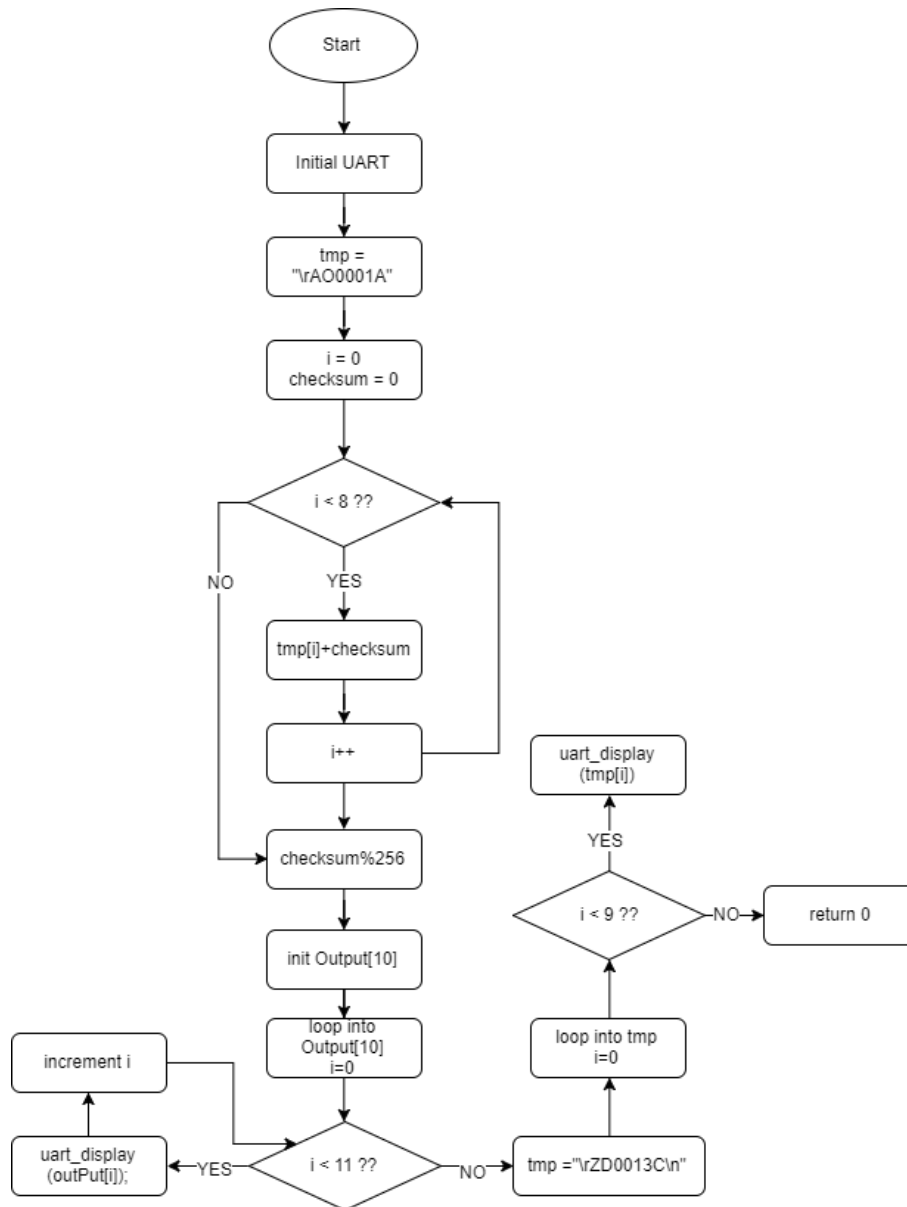 Start
Initial UART
tmp =
"\rAO0001A"
i = 0
checksum = 0
i < 8 ??
NO
YES
tmp[i]+checksum
i++
checksum%256
init Output[10]
loop into
Output[10]
i=0
increment i
uart_display
(outPut[i]);
YES
i < 11 ??
NO
tmp ="\rZD0013C\n"
loop into tmp
i=0
i < 9 ??
YES
uart_display
(tmp[i])
NO
return 0